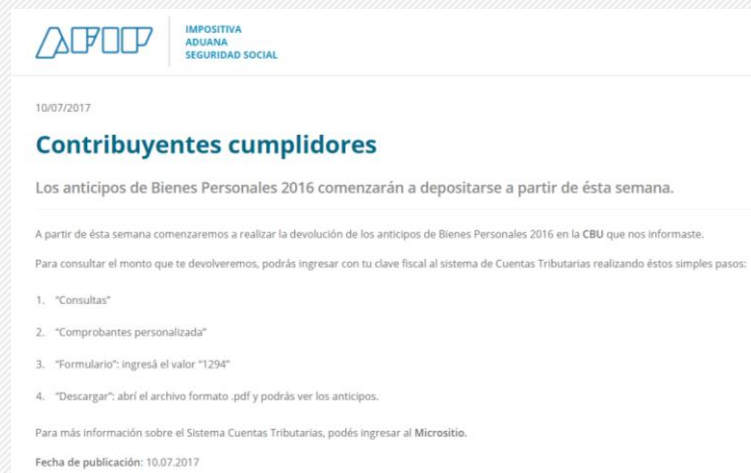 AFIP
IMPOSITIVA
ADUANA
SEGURIDAD SOCIAL
10/07/2017
Contribuyentes cumplidores
Los anticipos de Bienes Personales 2016 comenzarán a depositarse a partir de ésta semana.
A partir de ésta semana comenzaremos a realizar la devolución de los anticipos de Bienes Personales 2016 en la CBU que nos informaste.
Para consultar el monto que te devolveremos, podrás ingresar con tu clave fiscal al sistema de Cuentas Tributarias realizando éstos simples pasos:
1. "Consultas"
2. "Comprobantes personalizada"
3. "Formulario": ingresá el valor "1294"
4. "Descargar": abrí el archivo formato .pdf y podrás ver los anticipos.
Para más información sobre el Sistema Cuentas Tributarias, podés ingresar al Micrositio.
Fecha de publicación: 10.07.2017